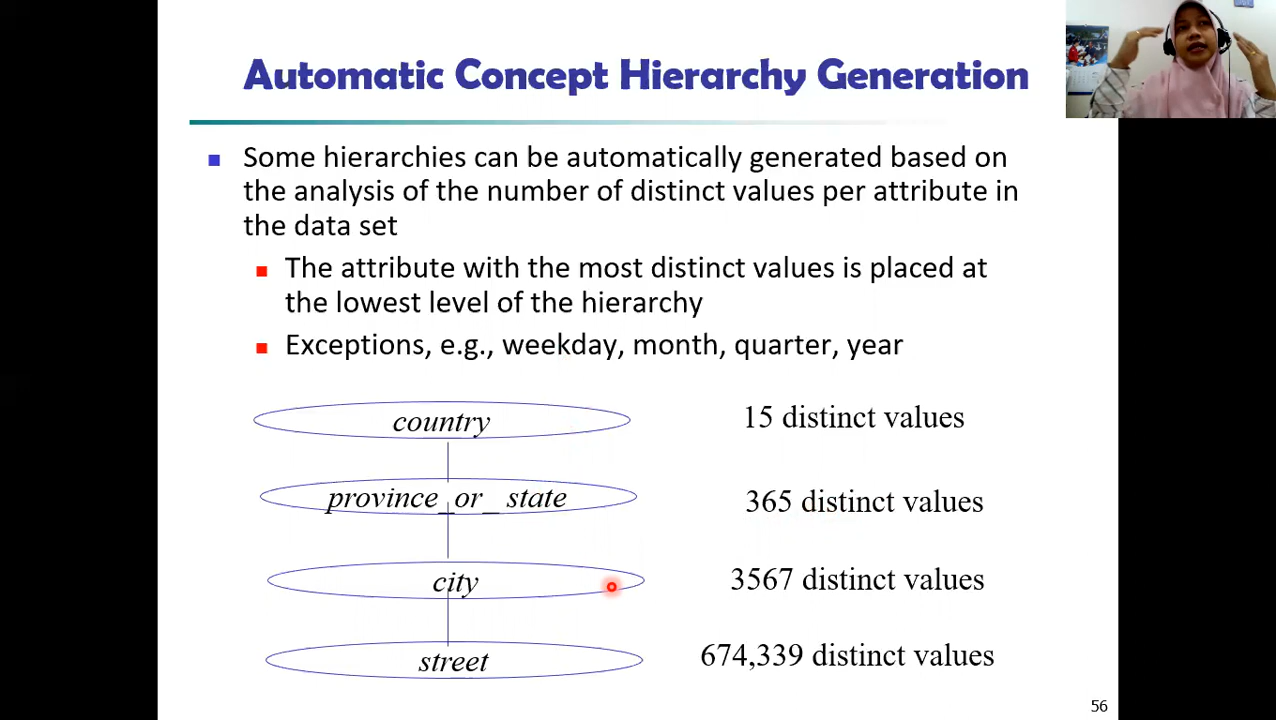 Automatic Concept Hierarchy Generation
Some hierarchies can be automatically generated based on
the analysis of the number of distinct values per attribute in
the data set
The attribute with the most distinct values is placed at
the lowest level of the hierarchy
Exceptions, e.g., weekday, month, quarter, year
country 15 distinct values
province_or_ state 365 distinct values
city 3567 distinct values
street 674,339 distinct values
56